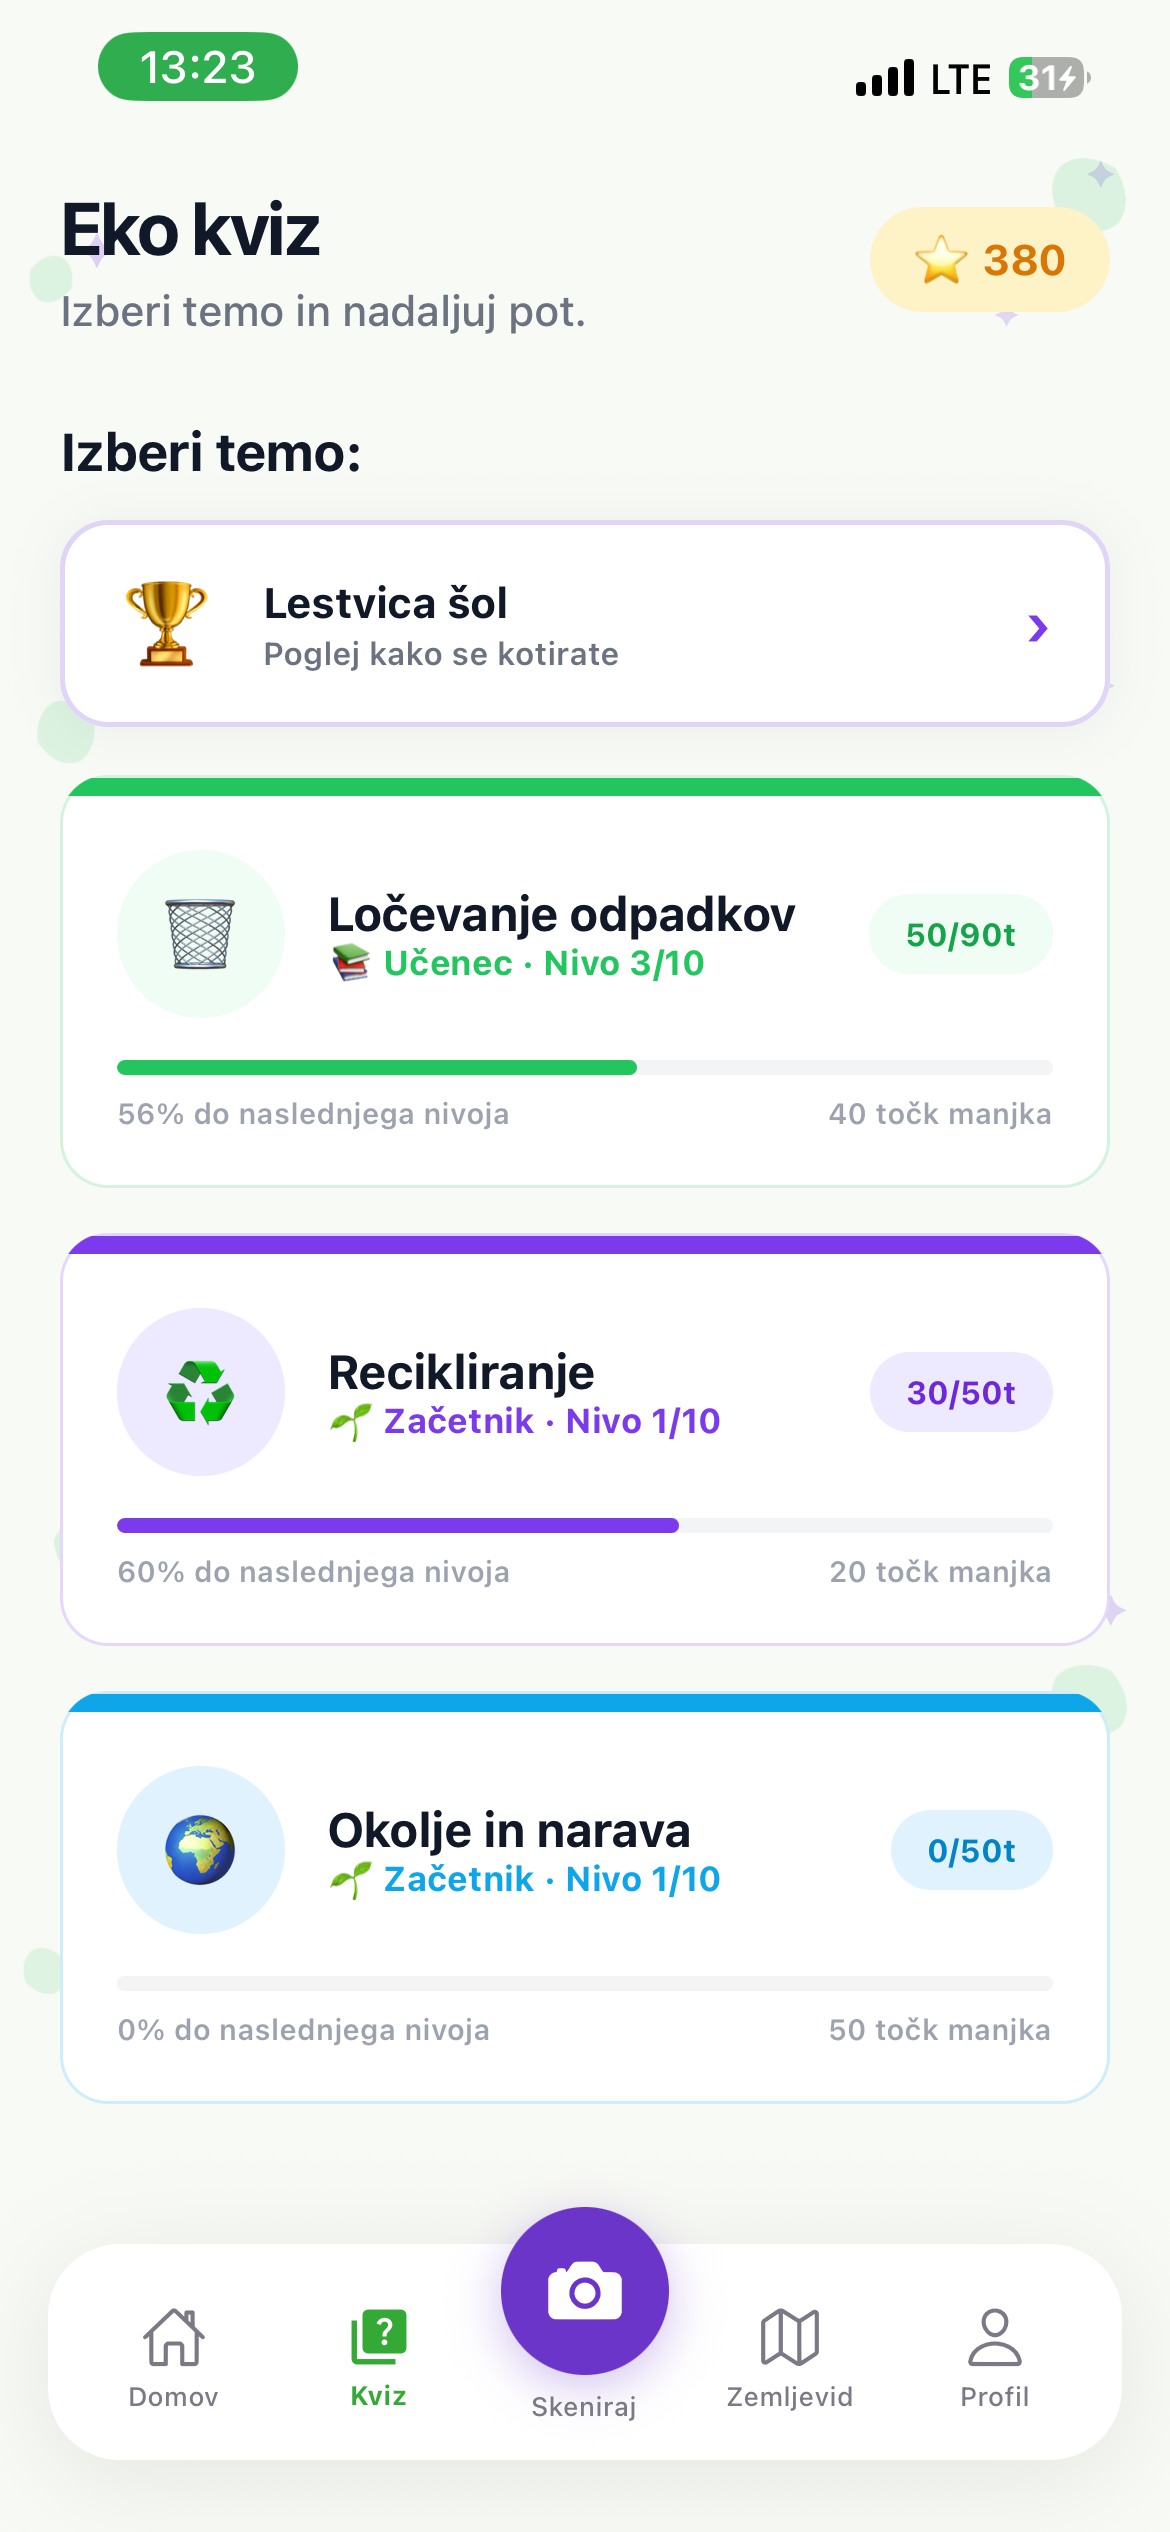 13:23
LTE
31
Eko kviz
380
Izberi temo in nadaljuj pot.
Izberi temo:
Lestvica šol
Poglej kako se kotirate
Ločevanje odpadkov
50/90t
Učenec · Nivo 3/10
56% do naslednjega nivoja
40 točk manjka
Recikliranje
30/50t
Začetnik · Nivo 1/10
60% do naslednjega nivoja
20 točk manjka
Okolje in narava
0/50t
Začetnik · Nivo 1/10
0% do naslednjega nivoja
50 točk manjka
Domov
Kviz
Skeniraj
Zemljevid
Profil